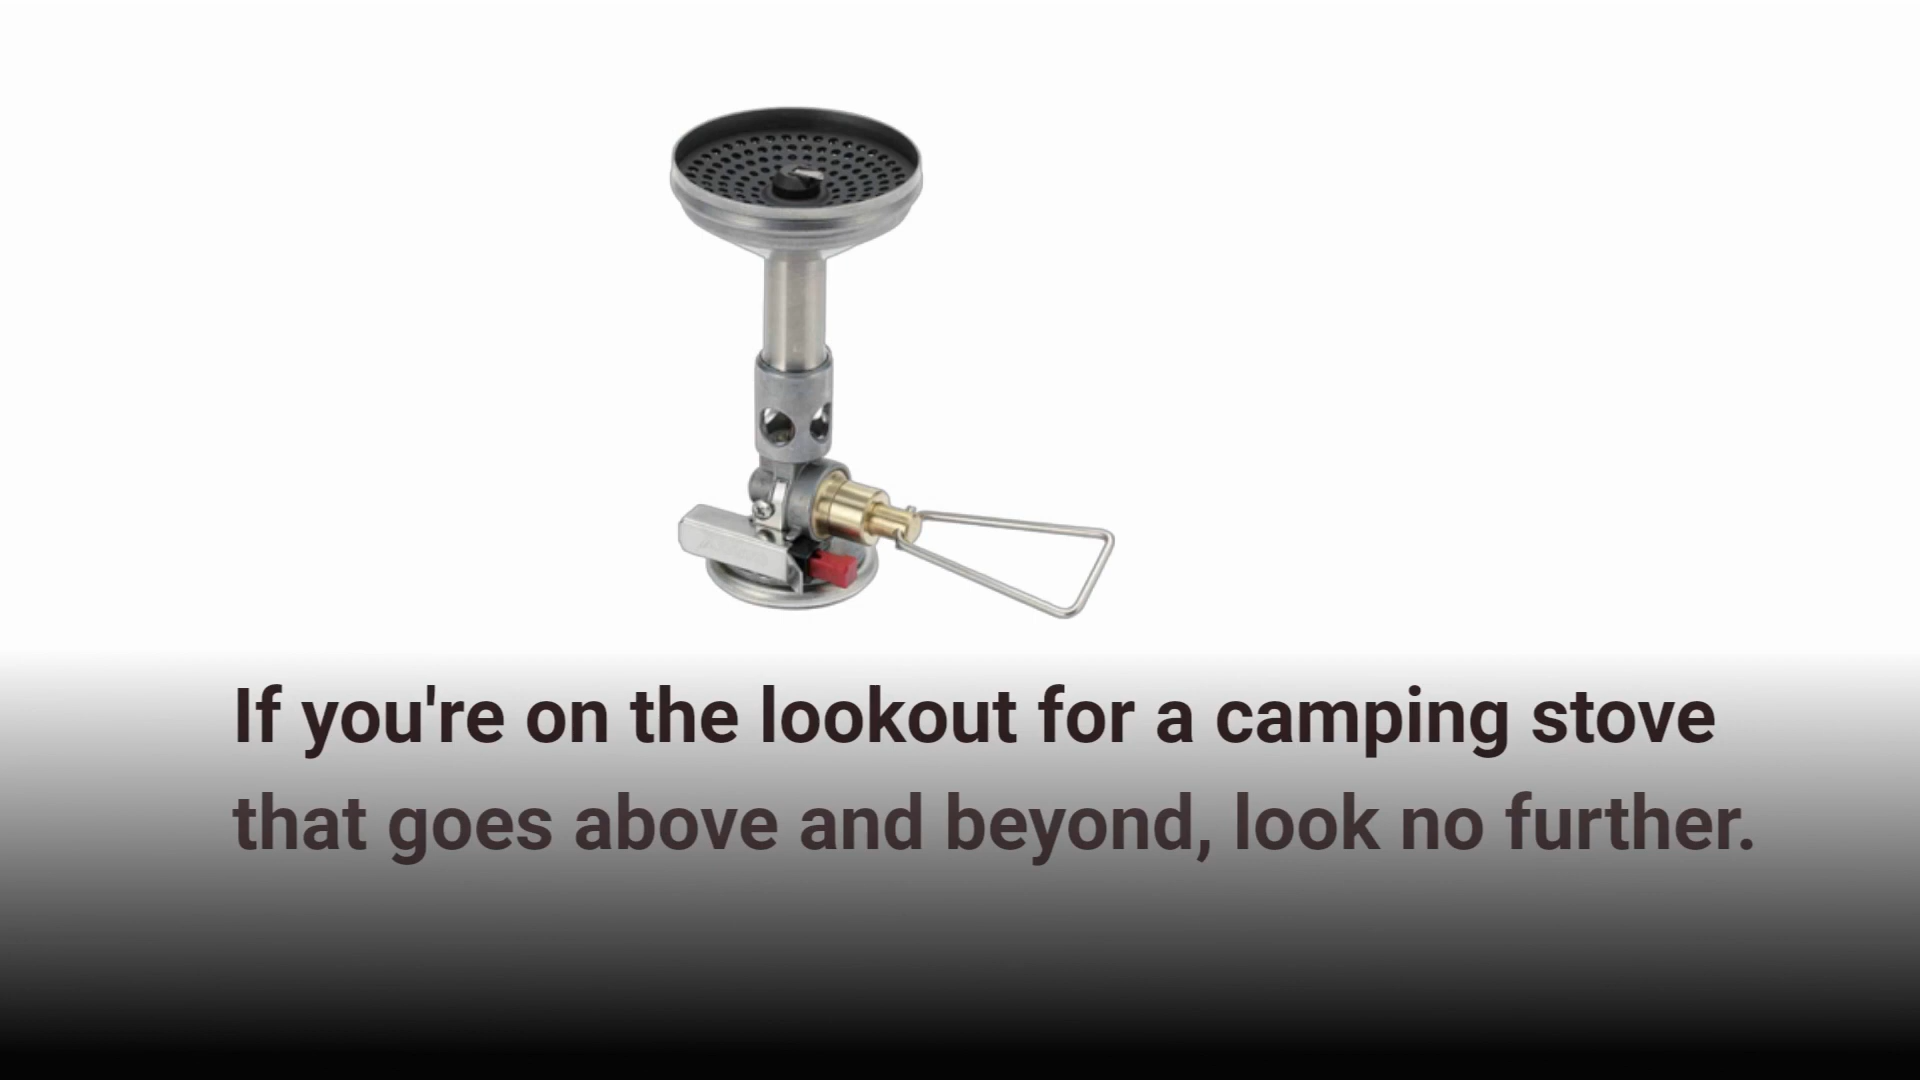 If you're on the lookout for a camping stove
that goes above and beyond, look no further.